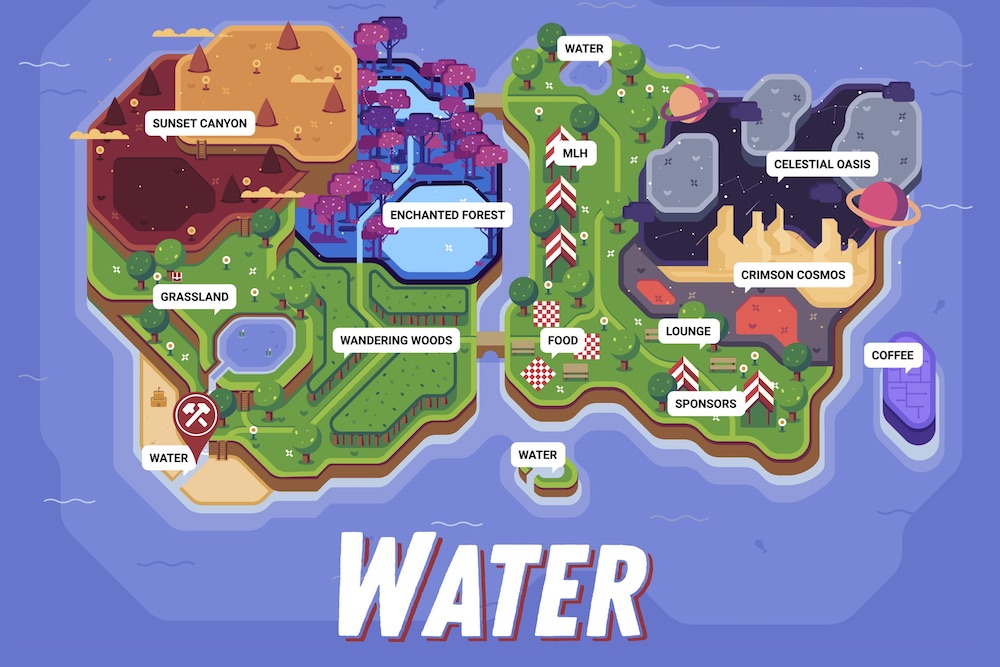 WATER
SUNSET CANYON
MLH
CELESTIAL OASIS
ENCHANTED FOREST
CRIMSON COSMOS
GRASSLAND
LOUNGE
WANDERING WOODS
FOOD
COFFEE
SPONSORS
WATER
WATER
WATER